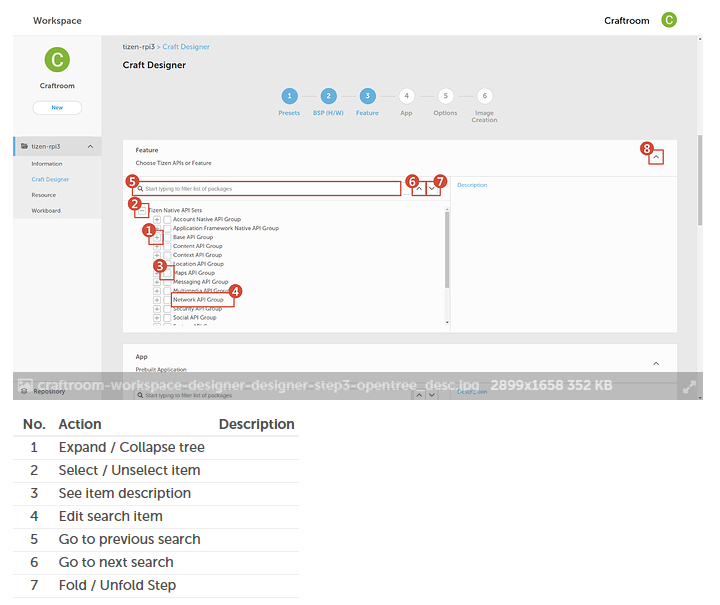 Workspace
Craftroom
C
tizen-rpi3 > Craft Designer
C
Craft Designer
Craftroom
New
1 2 3 4 5 6
Presets BSP (H/W) Feature App Options Image Creation
tizen-rpi3
Information
Craft Designer
Resource
Workboard
Feature
8
Choose Tizen APIs or Feature
5 Start typing to filter list of packages 6 7
Description
2 Tizen Native API Sets
Account Native API Group
Application Framework Native API Group
1 Base API Group
Content API Group
Context API Group
Location API Group
3 Maps API Group
Messaging API Group
Multimedia API Group 4
Network API Group
Security API Group
Social API Group
App
Prebuilt Application
craftroom-workspace-designer-designer-step3-opentree_desc.jpg 2899x1658 352 KB
Repository
Start typing to filter list of packages
Description
No. Action Description
1 Expand / Collapse tree
2 Select / Unselect item
3 See item description
4 Edit search item
5 Go to previous search
6 Go to next search
7 Fold / Unfold Step